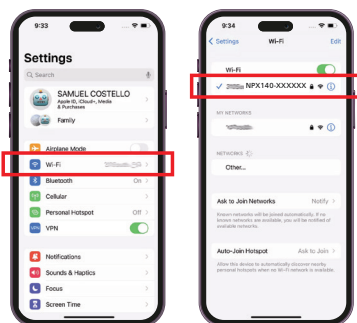 9:33
Settings
Search
SAMUEL COSTELLO
Apple ID, iCloud+, Media
& Purchases
Family
Airplane Mode
Wi-Fi
Bluetooth On
Cellular
Personal Hotspot Off
VPN
Notifications
Sounds & Haptics
Focus
Screen Time
9:34
Settings Wi-Fi Edit
Wi-Fi
NPX140-XXXXXX
MY NETWORKS
NETWORKS
Other...
Ask to Join Networks Notify
Known networks will be joined automatically. If no
known networks are available, you will be notified of
available networks.
Auto-Join Hotspot Ask to Join
Allow this device to automatically discover nearby
personal hotspots when no Wi-Fi network is available.